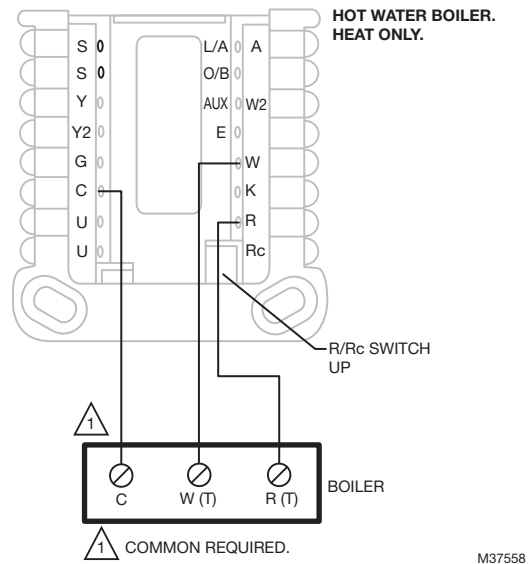 HOT WATER BOILER.
HEAT ONLY.
S L/A A
S O/B
Y AUX W2
Y2 E
G W
C K
U R
U Rc
R/Rc SWITCH
UP
1
C W (T) R (T)
BOILER
1 COMMON REQUIRED.
M37558